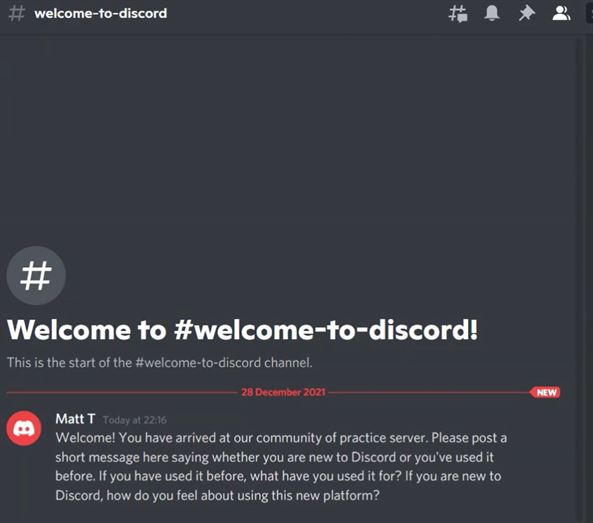 # welcome-to-discord
#
Welcome to #welcome-to-discord!
This is the start of the #welcome-to-discord channel.
28 December 2021 NEW
Matt T Today at 22:16
Welcome! You have arrived at our community of practice server. Please post a
short message here saying whether you are new to Discord or you've used it
before. If you have used it before, what have you used it for? If you are new to
Discord, how do you feel about using this new platform?